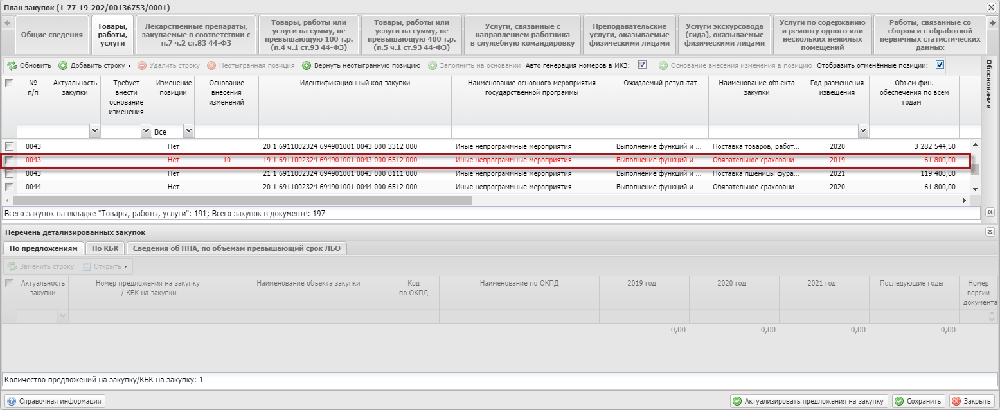 План закупок (1-77-19-202/00136753/0001)
Общие сведения
Товары,
работы,
услуги
Лекарственные препараты,
закупаемые в соответствии с
п.7 ч.2 ст.83 44-ФЗ
Товары, работы или
услуги на сумму, не
превышающую 100 т.р.
(п.4 ч.1 ст.93 44-ФЗ)
Товары, работы или
услуги на сумму, не
превышающую 400 т.р.
(п.5 ч.1 ст.93 44-ФЗ)
Услуги, связанные с
направлением работника
в служебную командировку
Преподавательские
услуги, оказываемые
физическими лицами
Услуги экскурсовода
(гида), оказываемые
физическими лицами
Услуги по содержанию
и ремонту одного или
нескольких нежилых
помещений
Работы, связанные со
сбором и с обработкой
первичных статистических
данных
Обновить Добавить строку Удалить строку Неотыгранная позиция Вернуть неотыгранную позицию Заполнить на основании Авто генерация номеров в ИКЗ: Основание внесения изменения в позицию Отобразить отменённые позиции:
Обоснование
№
п/п
Актуальность
закупки
Требует
внести
основание
изменения
Изменение
позиции
Основание
внесения
изменений
Идентификационный код закупки
Наименование основного мероприятия
государственной программы
Ожидаемый результат
Наименование объекта
закупки
Год размещения
извещения
Объем фин.
обеспечения по всем
годам
Все
0043 Нет 20 1 6911002324 694901001 0043 000 3312 000 Иные непрограммные мероприятия Выполнение функций и ... Поставка товаров, работ... 2020 3 282 544,50
0043 Нет 10 19 1 6911002324 694901001 0043 000 6512 000 Иные непрограммные мероприятия Выполнение функций и ... Обязательное сраховани... 2019 61 800,00
0043 Нет 21 1 6911002324 694901001 0043 000 0111 000 Иные непрограммные мероприятия Выполнение функций и ... Поставка пшеницы фура... 2021 119 400,00
0044 Нет 20 1 6911002324 694901001 0044 000 6512 000 Иные непрограммные мероприятия Выполнение функций и ... Обязательное сраховани... 2020 61 800,00
Всего закупок на вкладке "Товары, работы, услуги": 191; Всего закупок в документе: 197
Перечень детализированных закупок
По предложениям По КБК Сведения об НПА, по объемам превышающий срок ЛБО
Заменить строку Открыть
Актуальность
закупки
Номер предложения на закупку
/ КБК на закупки
Наименование объекта закупки
Код
по ОКПД
Наименование по ОКПД
2019 год
2020 год
2021 год
Последующие годы
Номер
версии
документа
0,00 0,00 0,00 0,00
Количество предложений на закупку/КБК на закупку: 1
Справочная информация Актуализировать предложения на закупку Сохранить Закрыть